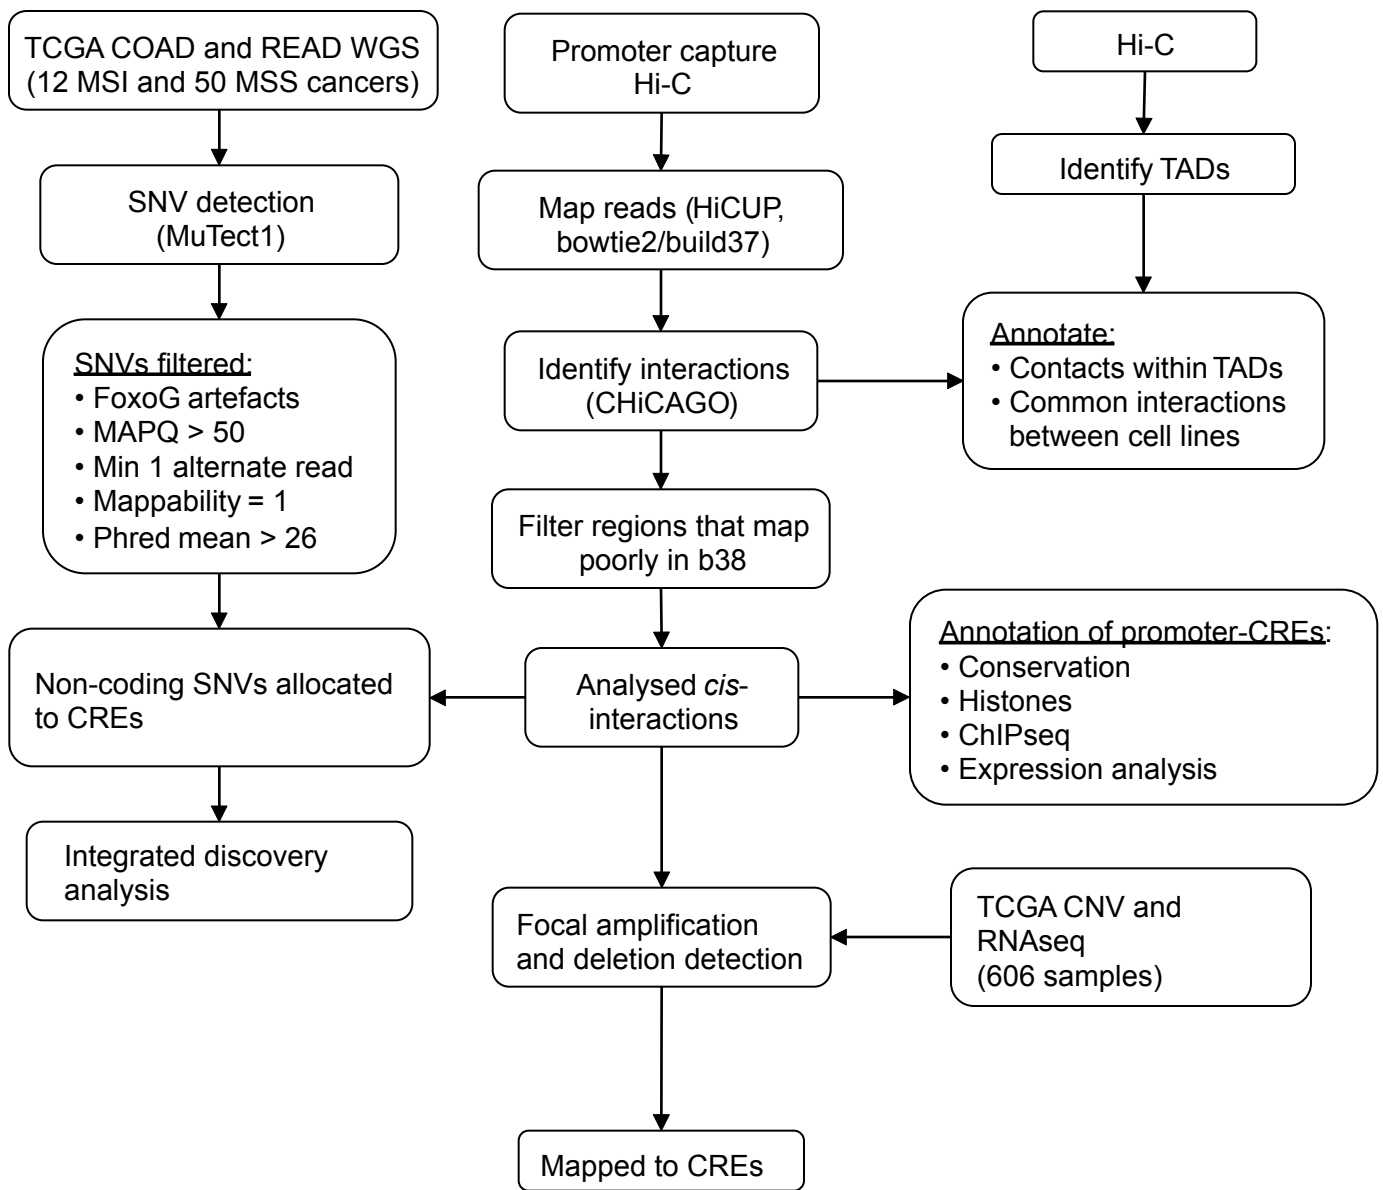 TCGA COAD and READ WGS
(12 MSI and 50 MSS cancers)
SNV detection
(MuTect1)
SNVs filtered:
• FoxoG artefacts
• MAPQ > 50
• Min 1 alternate read
• Mappability = 1
• Phred mean > 26
Non-coding SNVs allocated
to CREs
Integrated discovery
analysis
Promoter capture
Hi-C
Map reads (HiCUP,
bowtie2/build37)
Identify interactions
(CHiCAGO)
Filter regions that map
poorly in b38
Analysed cis-
interactions
Focal amplification
and deletion detection
Mapped to CREs
Hi-C
Identify TADs
Annotate:
• Contacts within TADs
• Common interactions
between cell lines
Annotation of promoter-CREs:
• Conservation
• Histones
• ChIPseq
• Expression analysis
TCGA CNV and
RNAseq
(606 samples)